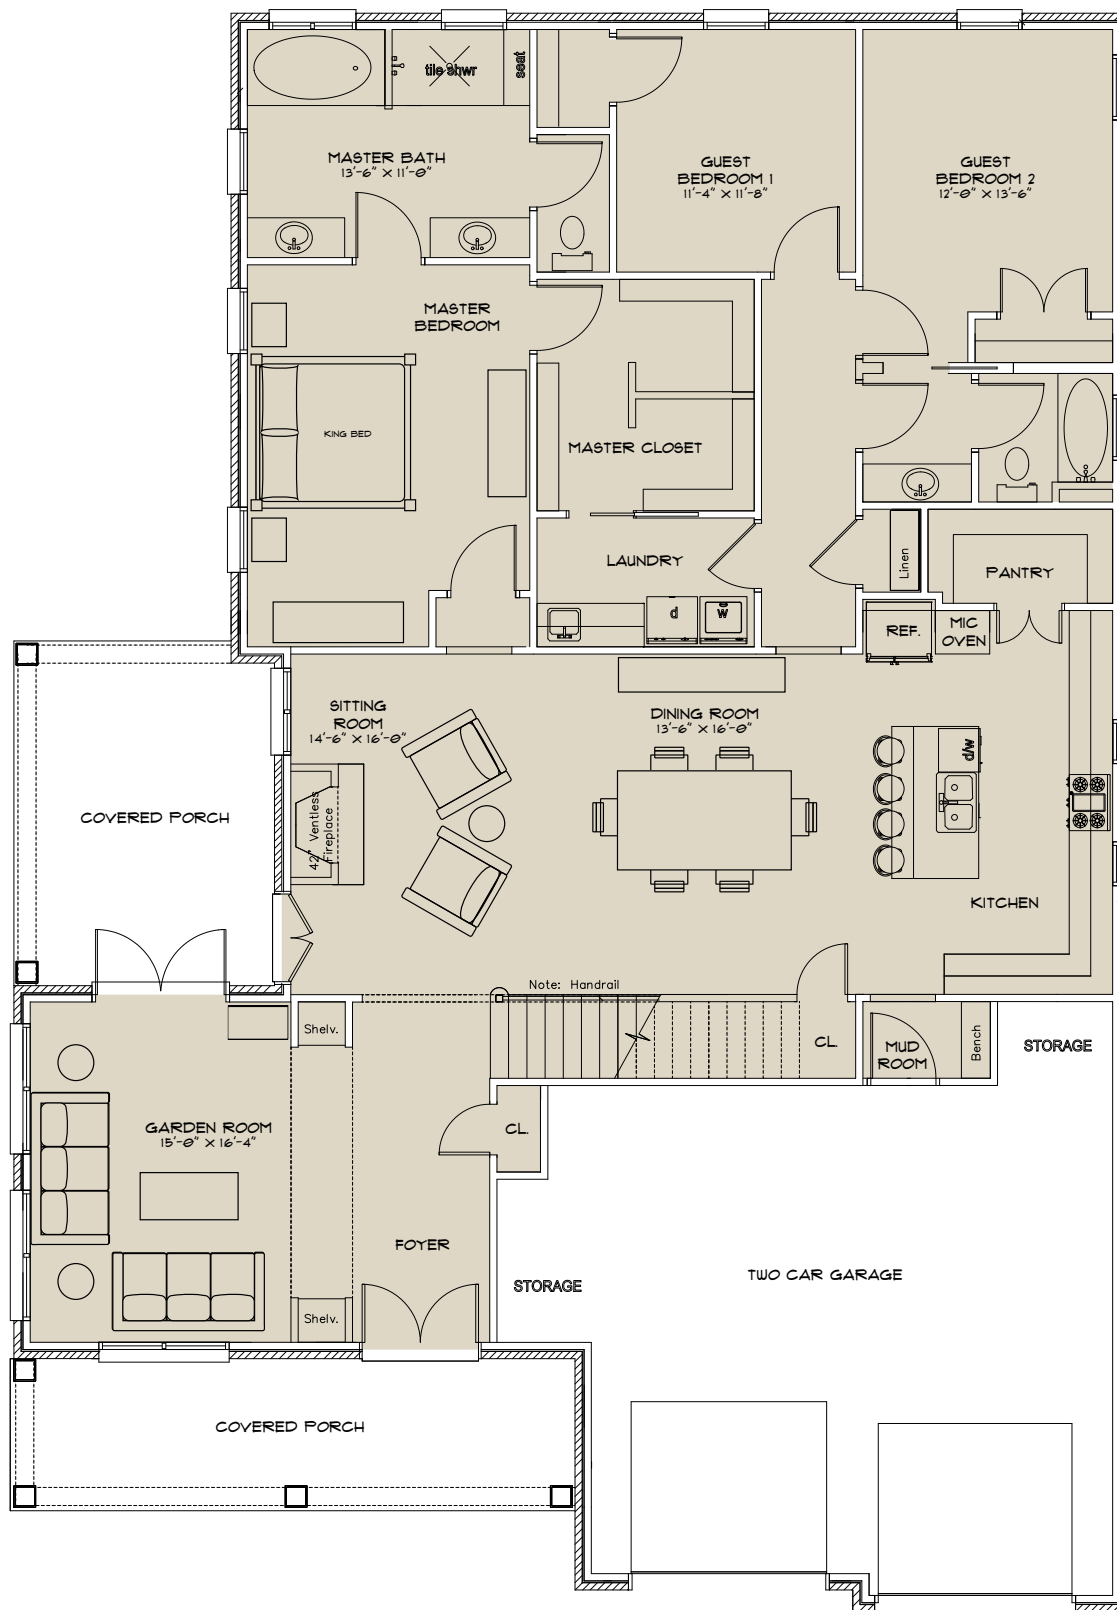 tile shwr
seat
MASTER BATH
13'-6" X 11'-0"
GUEST
BEDROOM 1
11'-4" X 11'-8"
GUEST
BEDROOM 2
12'-0" X 13'-6"
MASTER
BEDROOM
KING BED
MASTER CLOSET
LAUNDRY
d
w
Linen
PANTRY
REF.
MIC
OVEN
SITTING
ROOM
14'-6" X 16'-0"
DINING ROOM
13'-6" X 16'-0"
d/w
COVERED PORCH
42" Ventless
Fireplace
KITCHEN
Note: Handrail
Shelv.
CL.
MUD
ROOM
Bench
STORAGE
GARDEN ROOM
15'-0" X 16'-4"
CL.
FOYER
STORAGE
TWO CAR GARAGE
Shelv.
COVERED PORCH